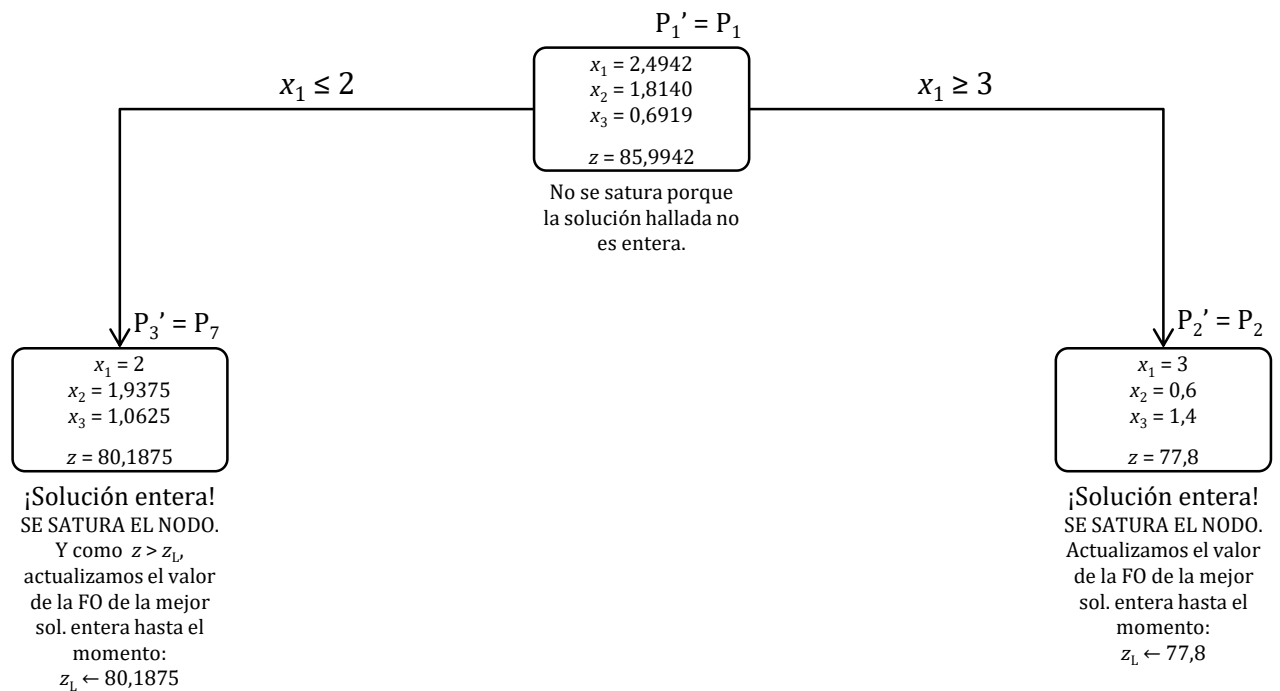 P₁’ = P₁
x₁ ≤ 2
x₁ ≥ 3
x₁ = 2,4942
x₂ = 1,8140
x₃ = 0,6919
z = 85,9942
No se satura porque
la solución hallada no
es entera.
P₃’ = P₇
x₁ = 2
x₂ = 1,9375
x₃ = 1,0625
z = 80,1875
¡Solución entera!
SE SATURA EL NODO.
Y como z > z_L,
actualizamos el valor
de la FO de la mejor
sol. entera hasta el
momento:
z_L ← 80,1875
P₂’ = P₂
x₁ = 3
x₂ = 0,6
x₃ = 1,4
z = 77,8
¡Solución entera!
SE SATURA EL NODO.
Actualizamos el valor
de la FO de la mejor
sol. entera hasta el
momento:
z_L ← 77,8